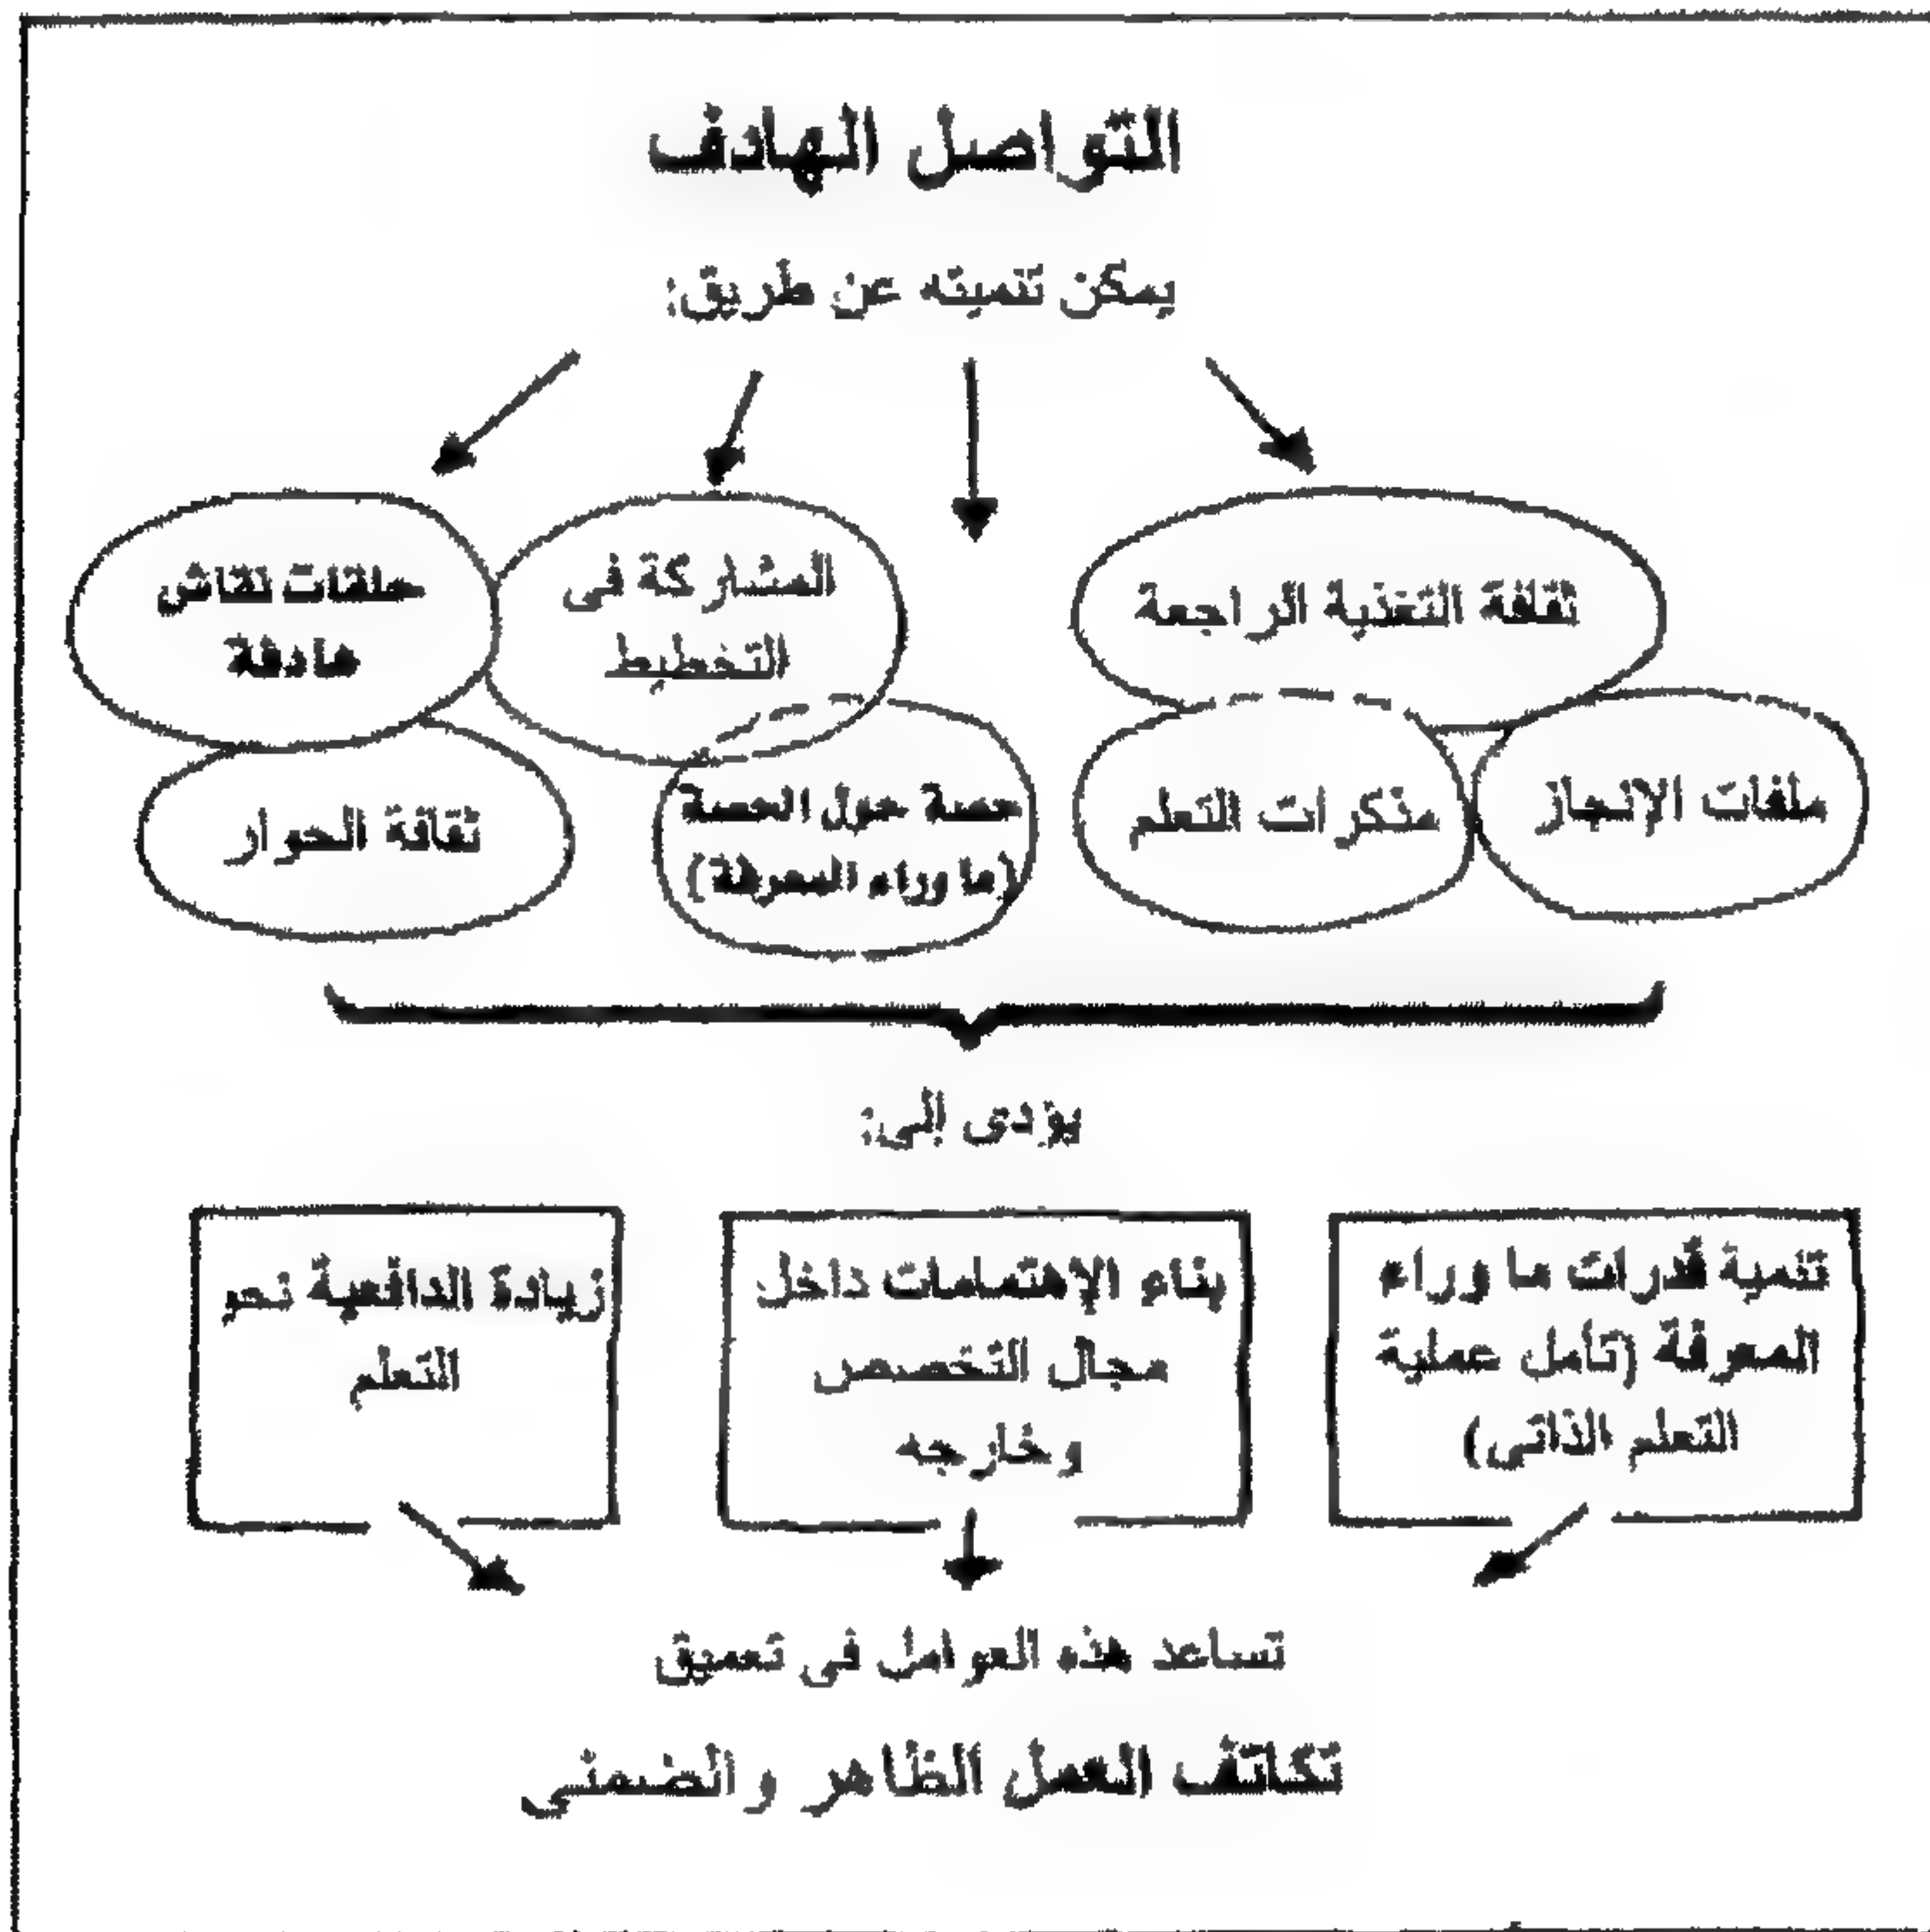 التواصل الهادف
يمكن تنميته عن طريق:
ثقافة التغذية الراجعة
المشاركة فى
التخطيط
حلقات نقاش
هادفة
ملفات الإنجاز
مذكرات التعلم
حصة حول الحصة
(ما وراء المعرفة)
ثقافة الحوار
يؤدى إلى:
تنمية قدرات ما وراء
المعرفة (تأمل عملية
التعلم الذاتى)
بناء الإهتمامات داخل
مجال التخصص
وخارجه
زيادة الدافعية نحو
التعلم
تساعد هذه العوامل فى تعميق
تكاتف العمل الظاهر والضمنى